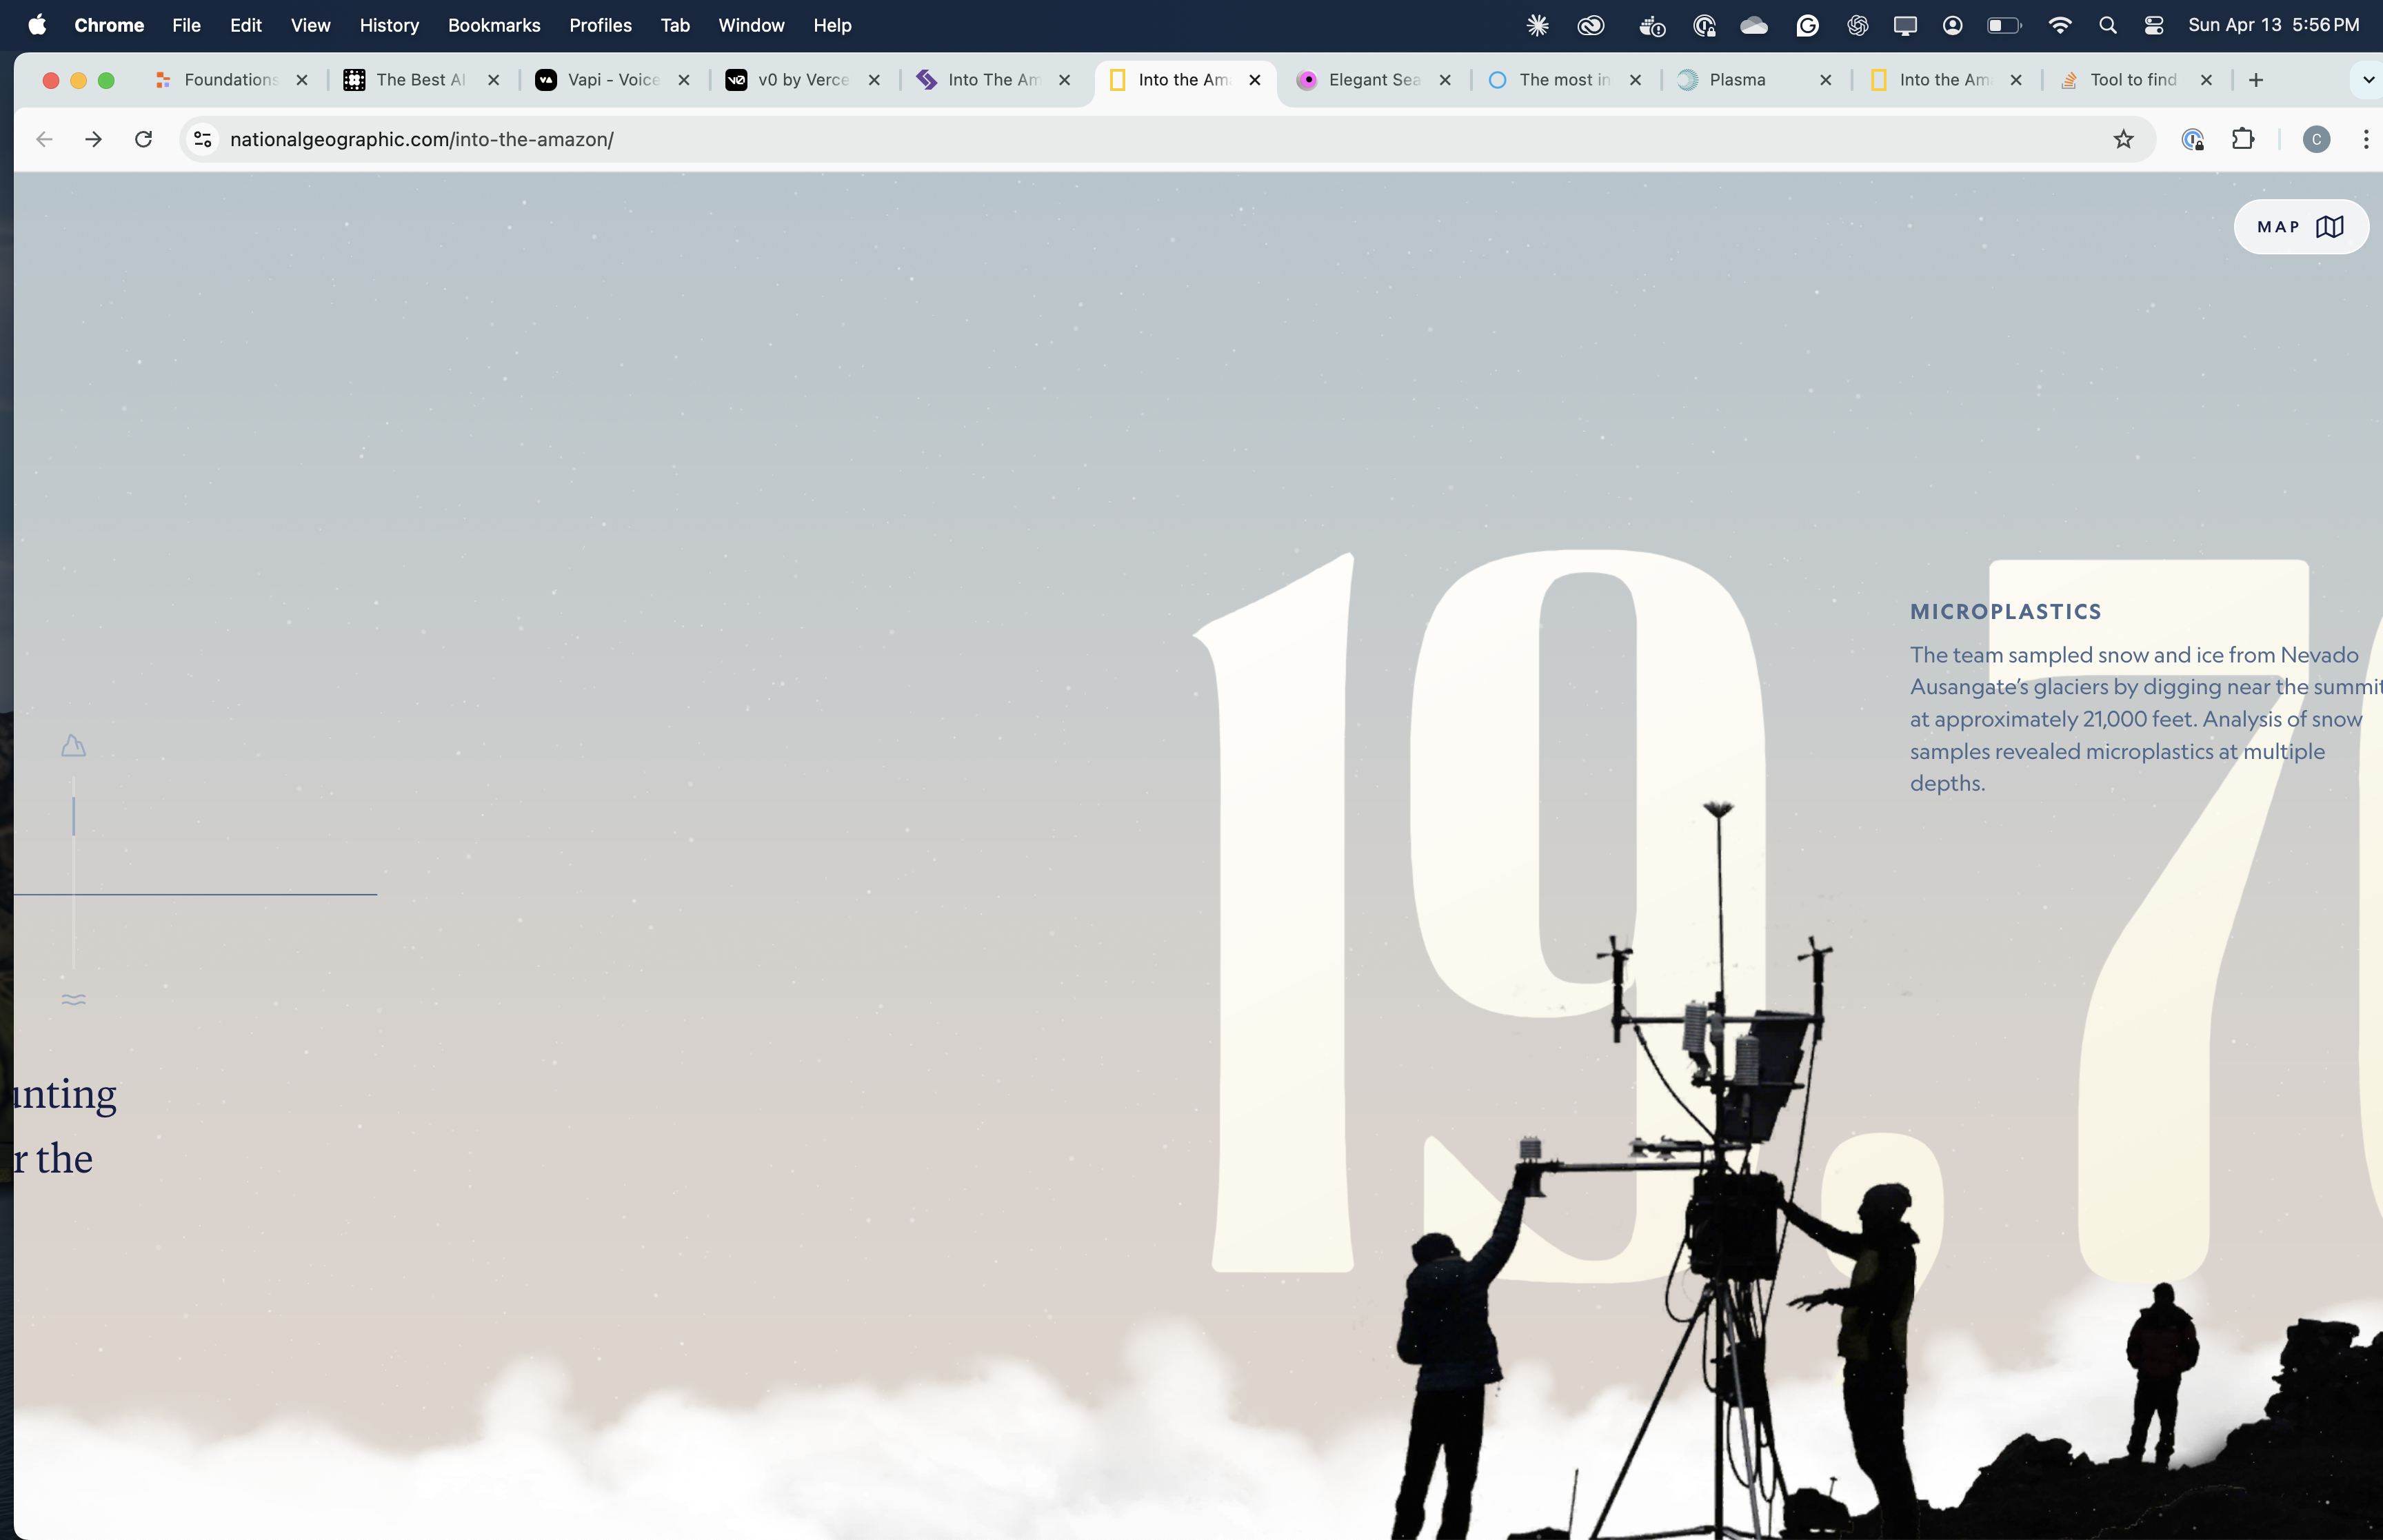 Chrome File Edit View History Bookmarks Profiles Tab Window Help Sun Apr 13 5:56 PM
Foundations The Best AI Vapi - Voice v0 by Verce Into The Am Into the Am Elegant Sea The most in Plasma Into the Am Tool to find
nationalgeographic.com/into-the-amazon/ C
MAP
19,7
MICROPLASTICS
The team sampled snow and ice from Nevado
Ausangate's glaciers by digging near the summit
at approximately 21,000 feet. Analysis of snow
samples revealed microplastics at multiple
depths.
unting
r the